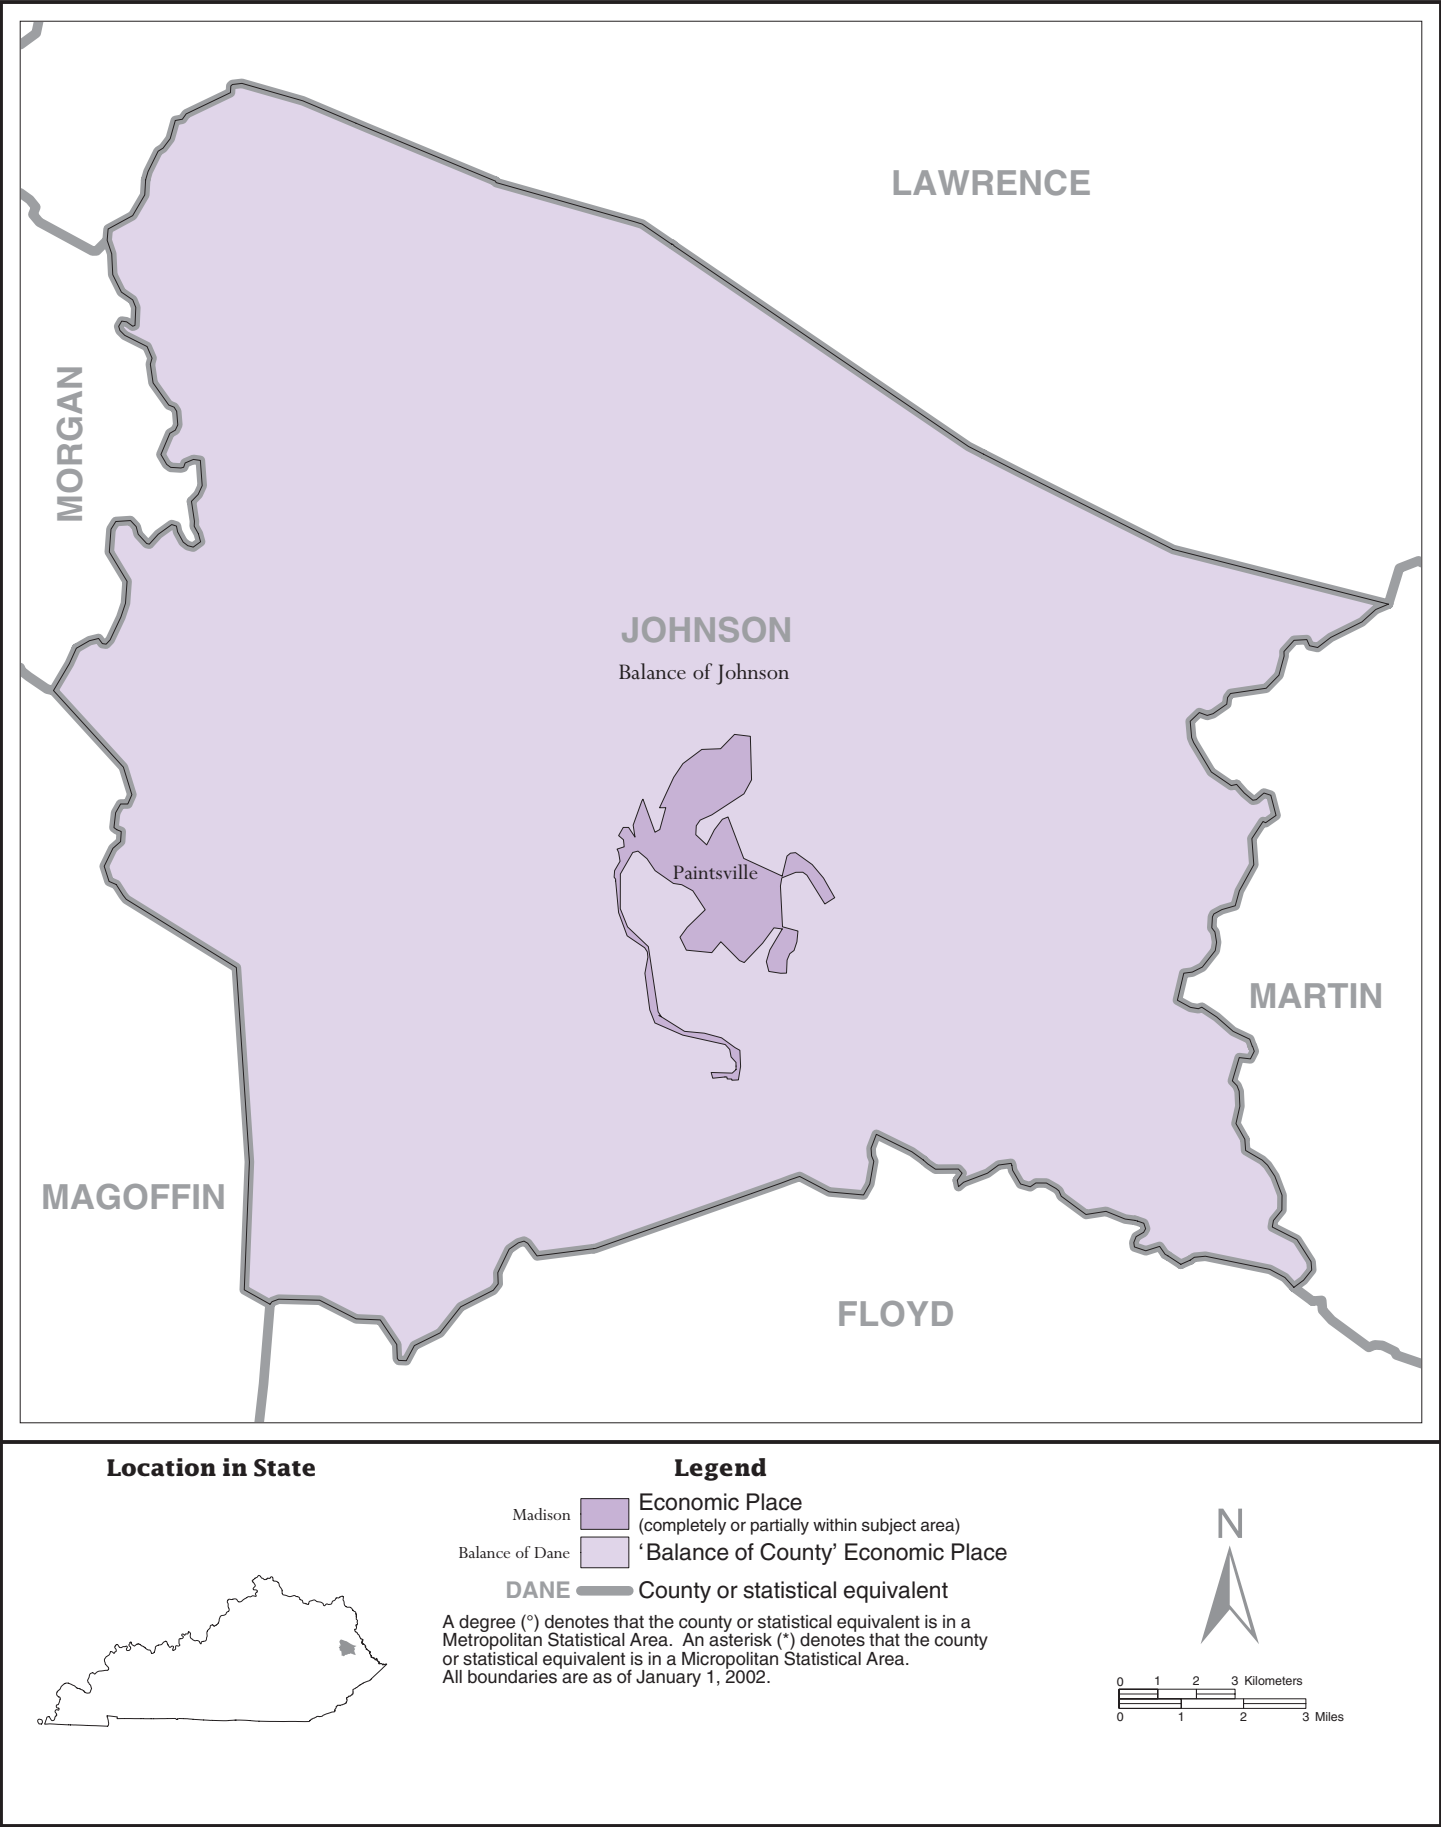 LAWRENCE
MORGAN
JOHNSON
Balance of Johnson
Paintsville
MARTIN
MAGOFFIN
FLOYD
Location in State
Legend
Madison
Economic Place
(completely or partially within subject area)
Balance of Dane
‘Balance of County’ Economic Place
DANE
County or statistical equivalent
A degree (°) denotes that the county or statistical equivalent is in a
Metropolitan Statistical Area.  An asterisk (*) denotes that the county
or statistical equivalent is in a Micropolitan Statistical Area.
All boundaries are as of January 1, 2002.
N
0 1 2 3 Kilometers
0 1 2 3 Miles